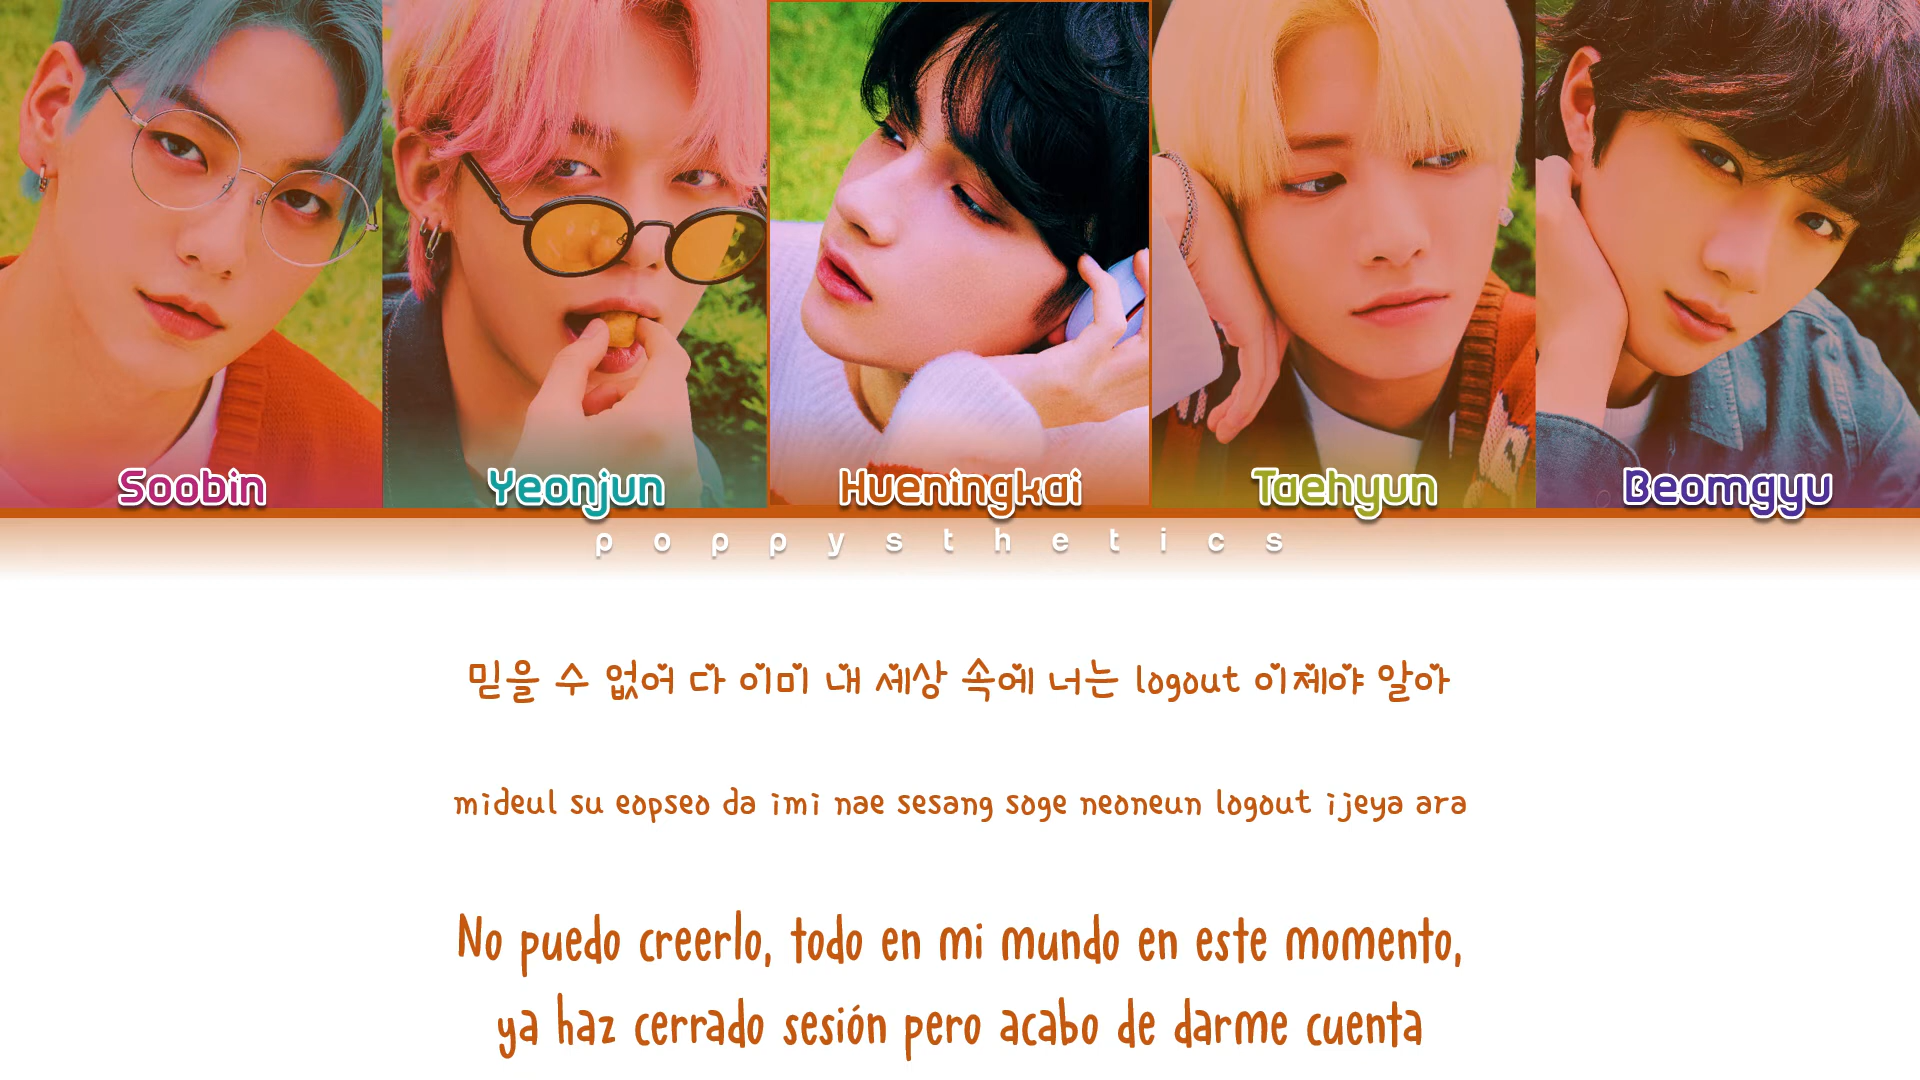 Soobin
Yeonjun
Hueningkai
Taehyun
Beomgyu
poppysthetics
믿을 수 없어 다 이미 내 세상 속에 너는 logout 이제야 알아
mideul su eopseo da imi nae sesang soge neoneun logout ijeya ara
No puedo creerlo, todo en mi mundo en este momento,
ya haz cerrado sesión pero acabo de darme cuenta